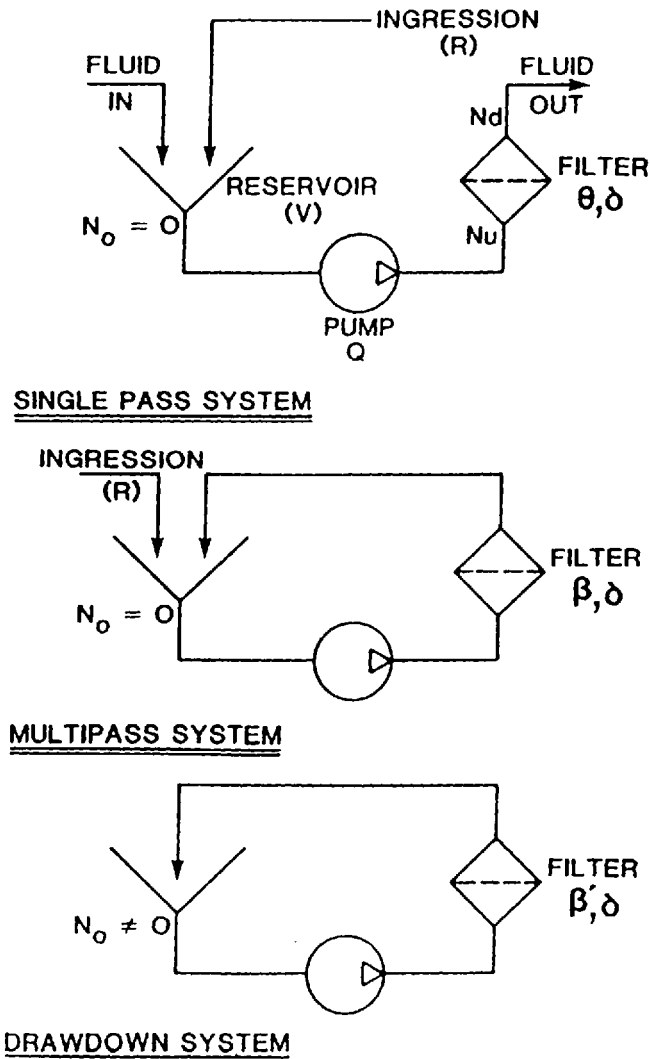 INGRESSION
(R)
FLUID
IN
FLUID
OUT
Nd
RESERVOIR
(V)
FILTER
θ,δ
N₀ = O
Nu
PUMP
Q
SINGLE PASS SYSTEM
INGRESSION
(R)
FILTER
β,δ
N₀ = O
MULTIPASS SYSTEM
FILTER
β′,δ
N₀ ≠ O
DRAWDOWN SYSTEM